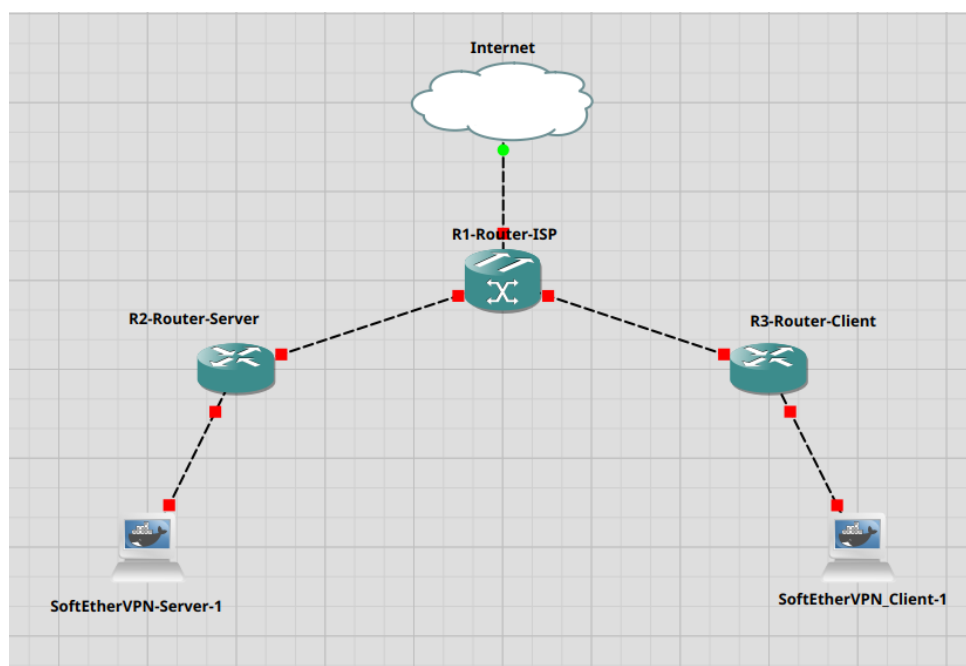 Internet
R1-Router-ISP
R2-Router-Server
R3-Router-Client
SoftEtherVPN-Server-1
SoftEtherVPN_Client-1